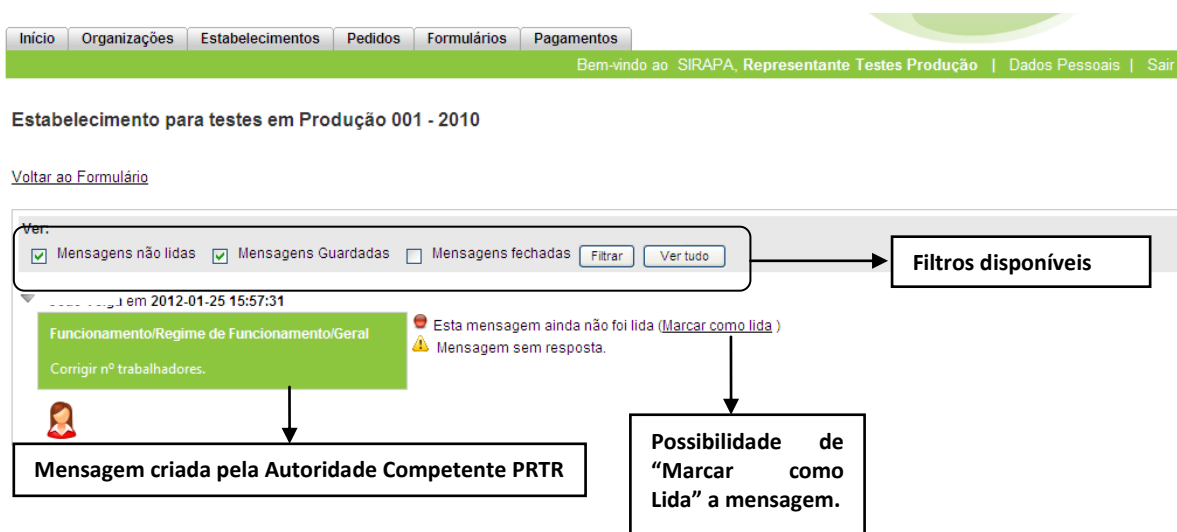 Início Organizações Estabelecimentos Pedidos Formulários Pagamentos
Bem-vindo ao SIRAPA, Representante Testes Produção | Dados Pessoais | Sair
Estabelecimento para testes em Produção 001 - 2010
Voltar ao Formulário
Ver:
Mensagens não lidas Mensagens Guardadas Mensagens fechadas Filtrar Ver tudo
Filtros disponíveis
em 2012-01-25 15:57:31
Funcionamento/Regime de Funcionamento/Geral
Corrigir nº trabalhadores.
Esta mensagem ainda não foi lida (Marcar como lida )
Mensagem sem resposta.
Mensagem criada pela Autoridade Competente PRTR
Possibilidade de
“Marcar como
Lida” a mensagem.